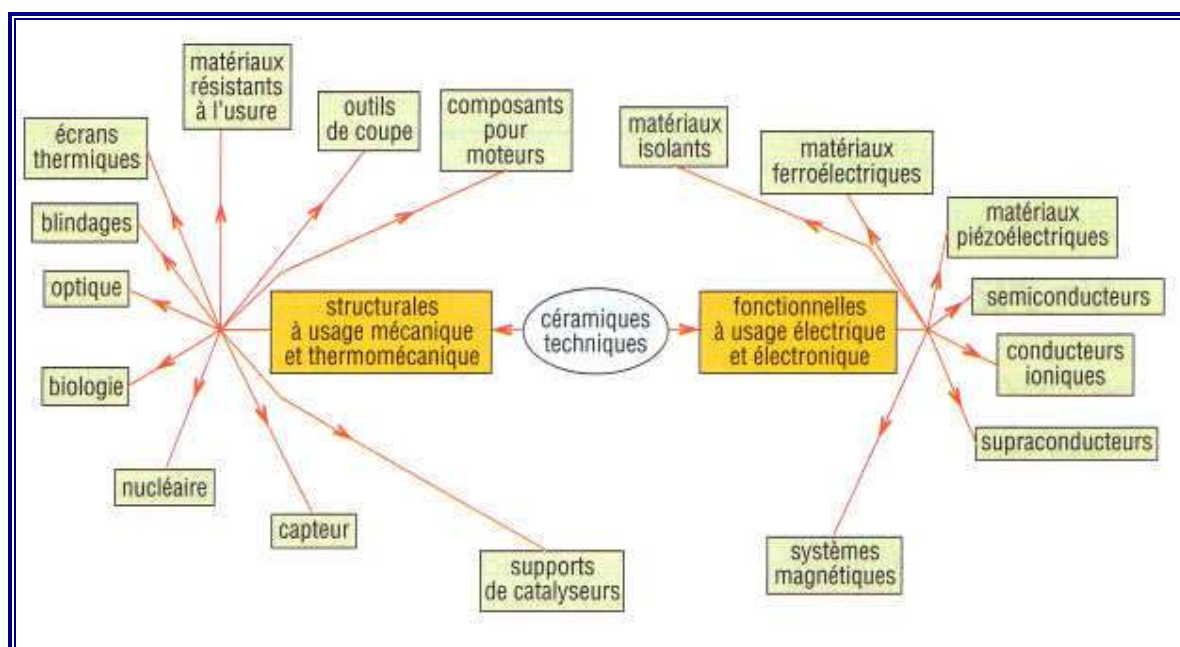 matériaux
résistants
à l'usure
outils
de coupe
composants
pour
moteurs
écrans
thermiques
blindages
optique
biologie
nucléaire
capteur
supports
de catalyseurs
structurales
à usage mécanique
et thermomécanique
céramiques
techniques
fonctionnelles
à usage électrique
et électronique
matériaux
isolants
matériaux
ferroélectriques
matériaux
piézoélectriques
semiconducteurs
conducteurs
ioniques
supraconducteurs
systèmes
magnétiques